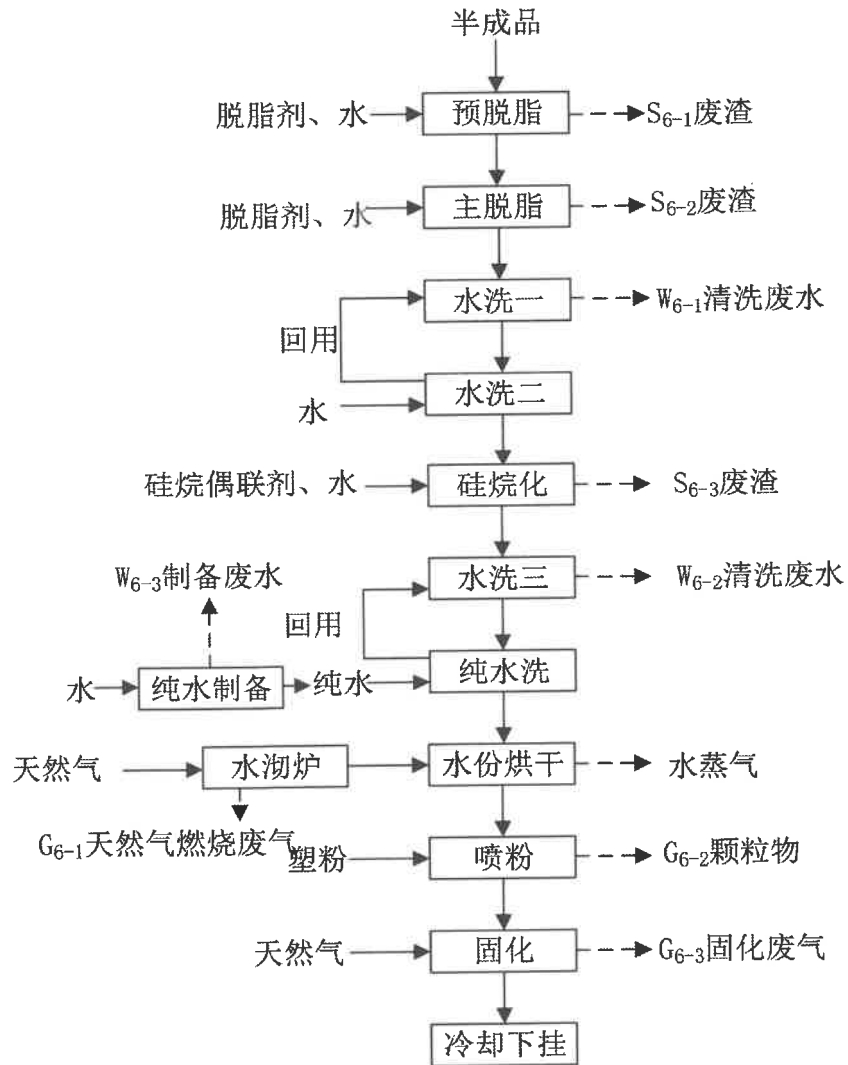 半成品
脱脂剂、水
预脱脂
S6-1废渣
脱脂剂、水
主脱脂
S6-2废渣
水洗一
W6-1清洗废水
回用
水洗二
水
硅烷偶联剂、水
硅烷化
S6-3废渣
W6-3制备废水
水洗三
W6-2清洗废水
回用
水
纯水制备
纯水
纯水洗
天然气
水沏炉
水份烘干
水蒸气
G6-1天然气燃烧废气
塑粉
喷粉
G6-2颗粒物
天然气
固化
G6-3固化废气
冷却下挂